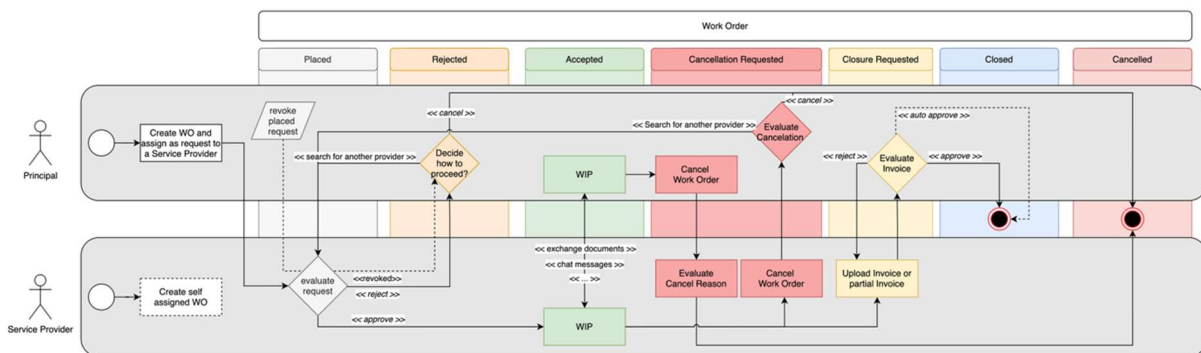 Work Order
Placed
Rejected
Accepted
Cancellation Requested
Closure Requested
Closed
Cancelled
Principal
Create WO and
assign as request to
a Service Provider
revoke
placed
request
<< cancel >>
<< search for another provider >>
Decide
how to
proceed?
WIP
Cancel
Work Order
<< Search for another provider >>
<< cancel >>
Evaluate
Cancelation
<< auto approve >>
<< reject >>
Evaluate
Invoice
<< approve >>
<< exchange documents >>
<< chat messages >>
<< ... >>
Service Provider
Create self
assigned WO
evaluate
request
<<revoked>>
<< reject >>
<< approve >>
WIP
Evaluate
Cancel Reason
Cancel
Work Order
Upload Invoice or
partial Invoice